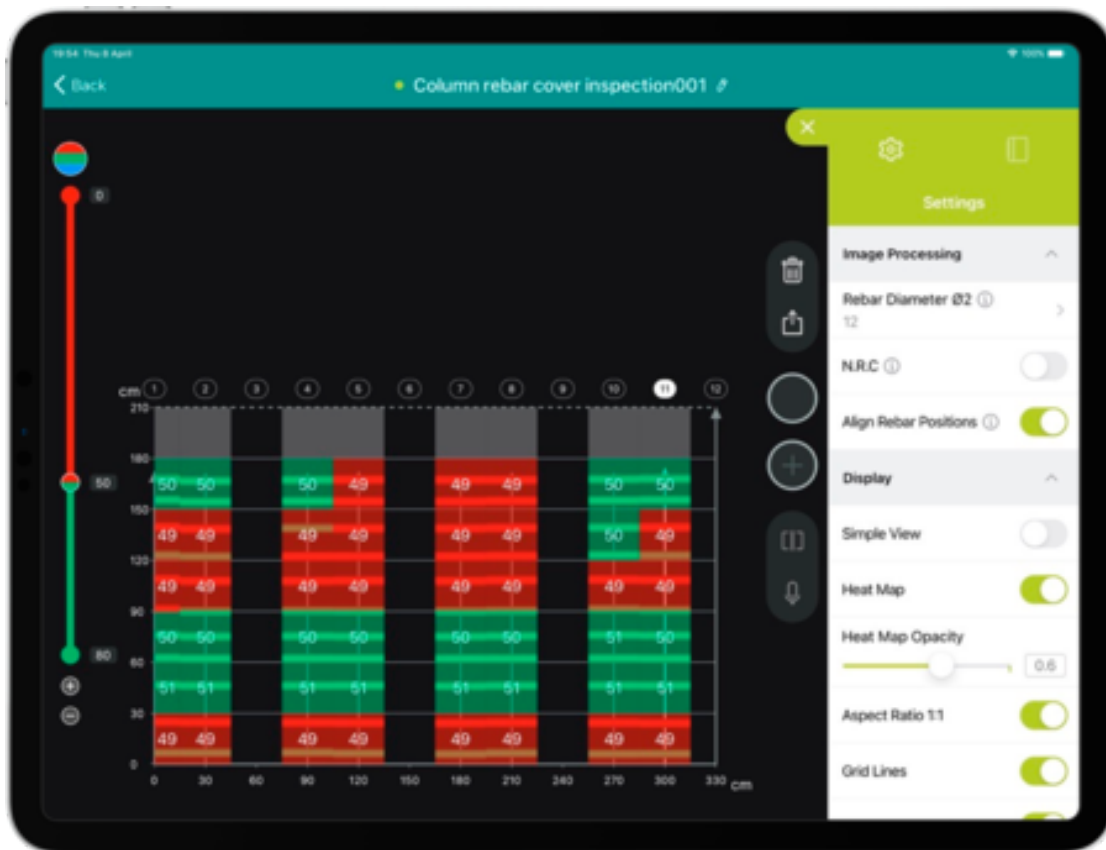 19:54 Thu 8 April
100%
Back
Column rebar cover inspection001
Settings
Image Processing
Rebar Diameter Ø2
12
N.R.C
Align Rebar Positions
Display
Simple View
Heat Map
Heat Map Opacity
0.6
Aspect Ratio 1:1
Grid Lines
0
50
80
cm 1 2 3 4 5 6 7 8 9 10 11 12
210
180
50 50 50 49 49 49 50 50
150
49 49 49 49 49 49 50 49
120
49 49 49 49 49 49 49 49
90
50 50 50 50 50 50 51 50
60
51 51 51 51 51 51 51 51
30
49 49 49 49 49 49 49 49
0
0 30 60 90 120 150 180 210 240 270 300 330 cm